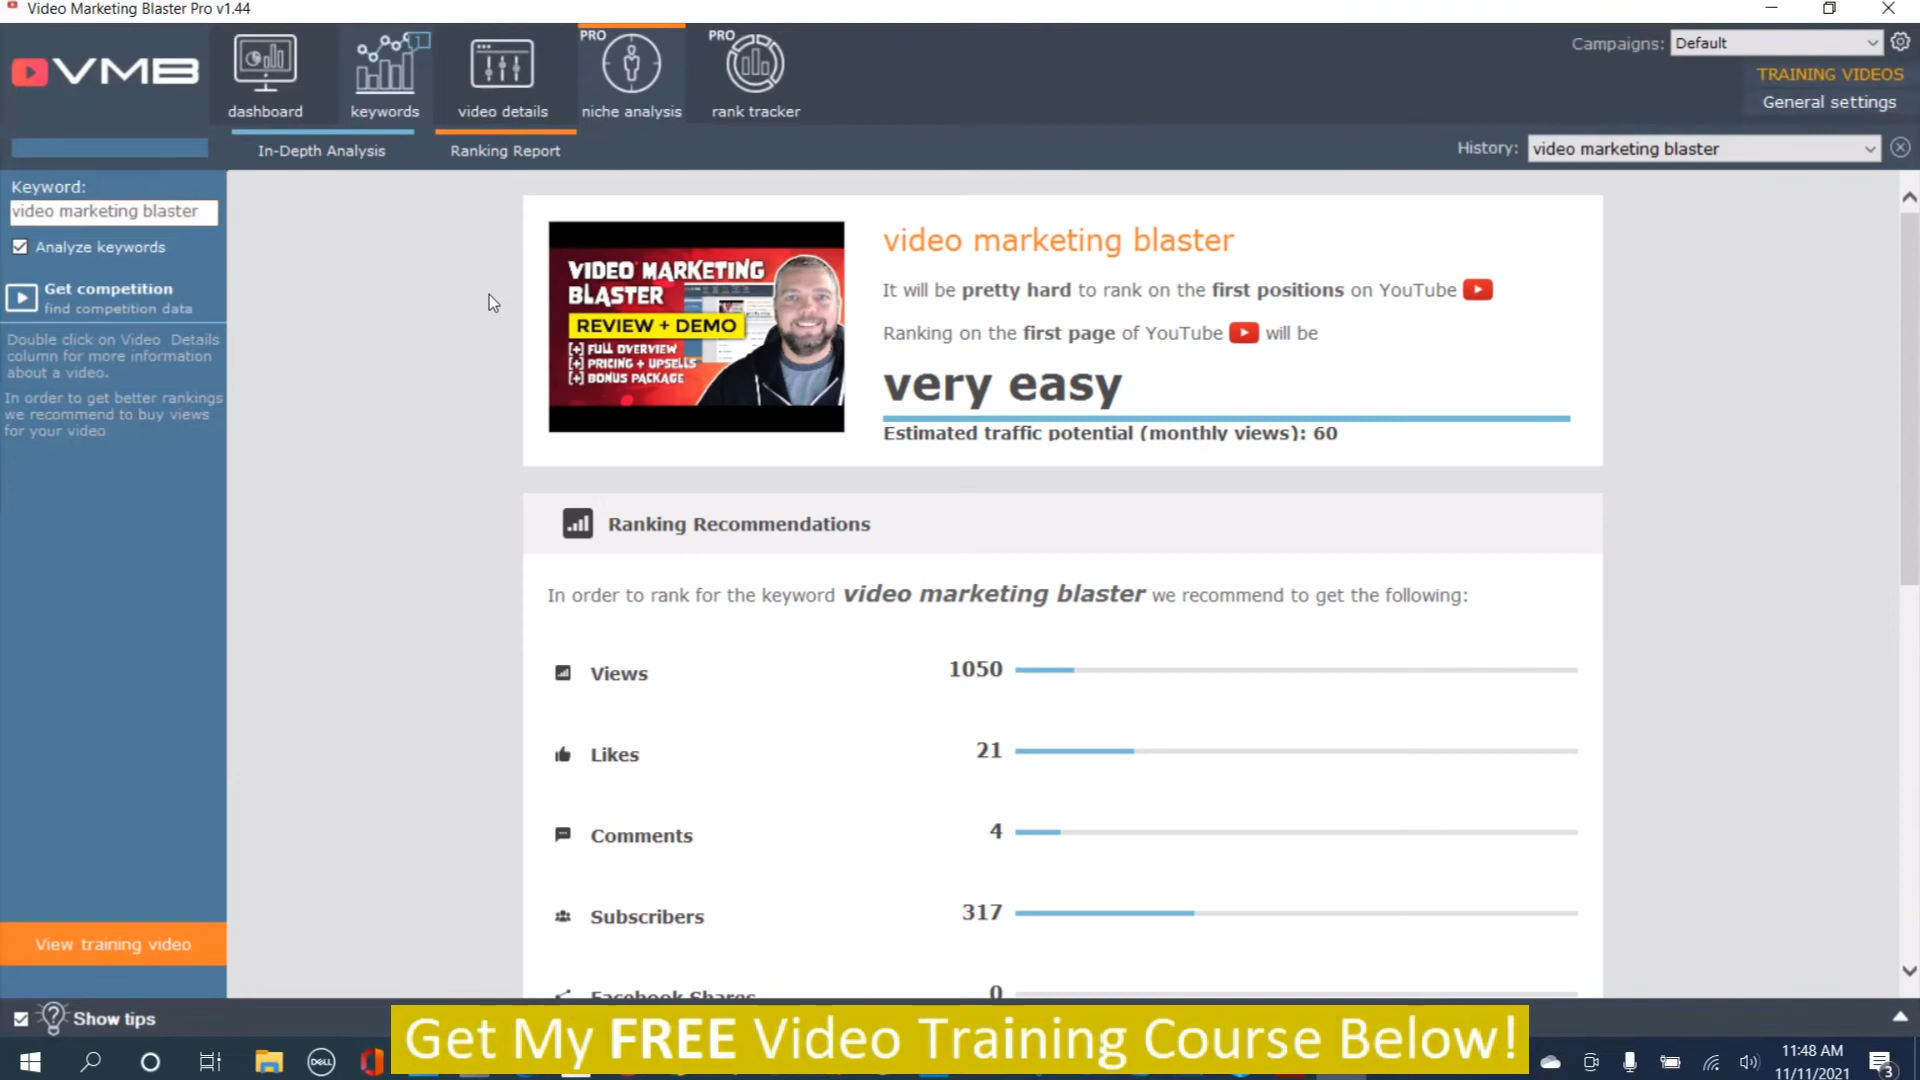 Video Marketing Blaster Pro v1.44
VMB
dashboard
keywords
1
video details
PRO
niche analysis
PRO
rank tracker
Campaigns:
Default
TRAINING VIDEOS
General settings
In-Depth Analysis
Ranking Report
History:
video marketing blaster
Keyword:
video marketing blaster
Analyze keywords
Get competition
find competition data
Double click on Video Details
column for more information
about a video.
In order to get better rankings
we recommend to buy views
for your video
View training video
Show tips
VIDEO MARKETING
BLASTER
REVIEW + DEMO
[+] FULL OVERVIEW
[+] PRICING + UPSELLS
[+] BONUS PACKAGE
video marketing blaster
It will be pretty hard to rank on the first positions on YouTube
Ranking on the first page of YouTube will be
very easy
Estimated traffic potential (monthly views): 60
Ranking Recommendations
In order to rank for the keyword video marketing blaster we recommend to get the following:
Views 1050
Likes 21
Comments 4
Subscribers 317
Facebook Shares 0
Get My FREE Video Training Course Below!
DELL
11:48 AM
11/11/2021
3